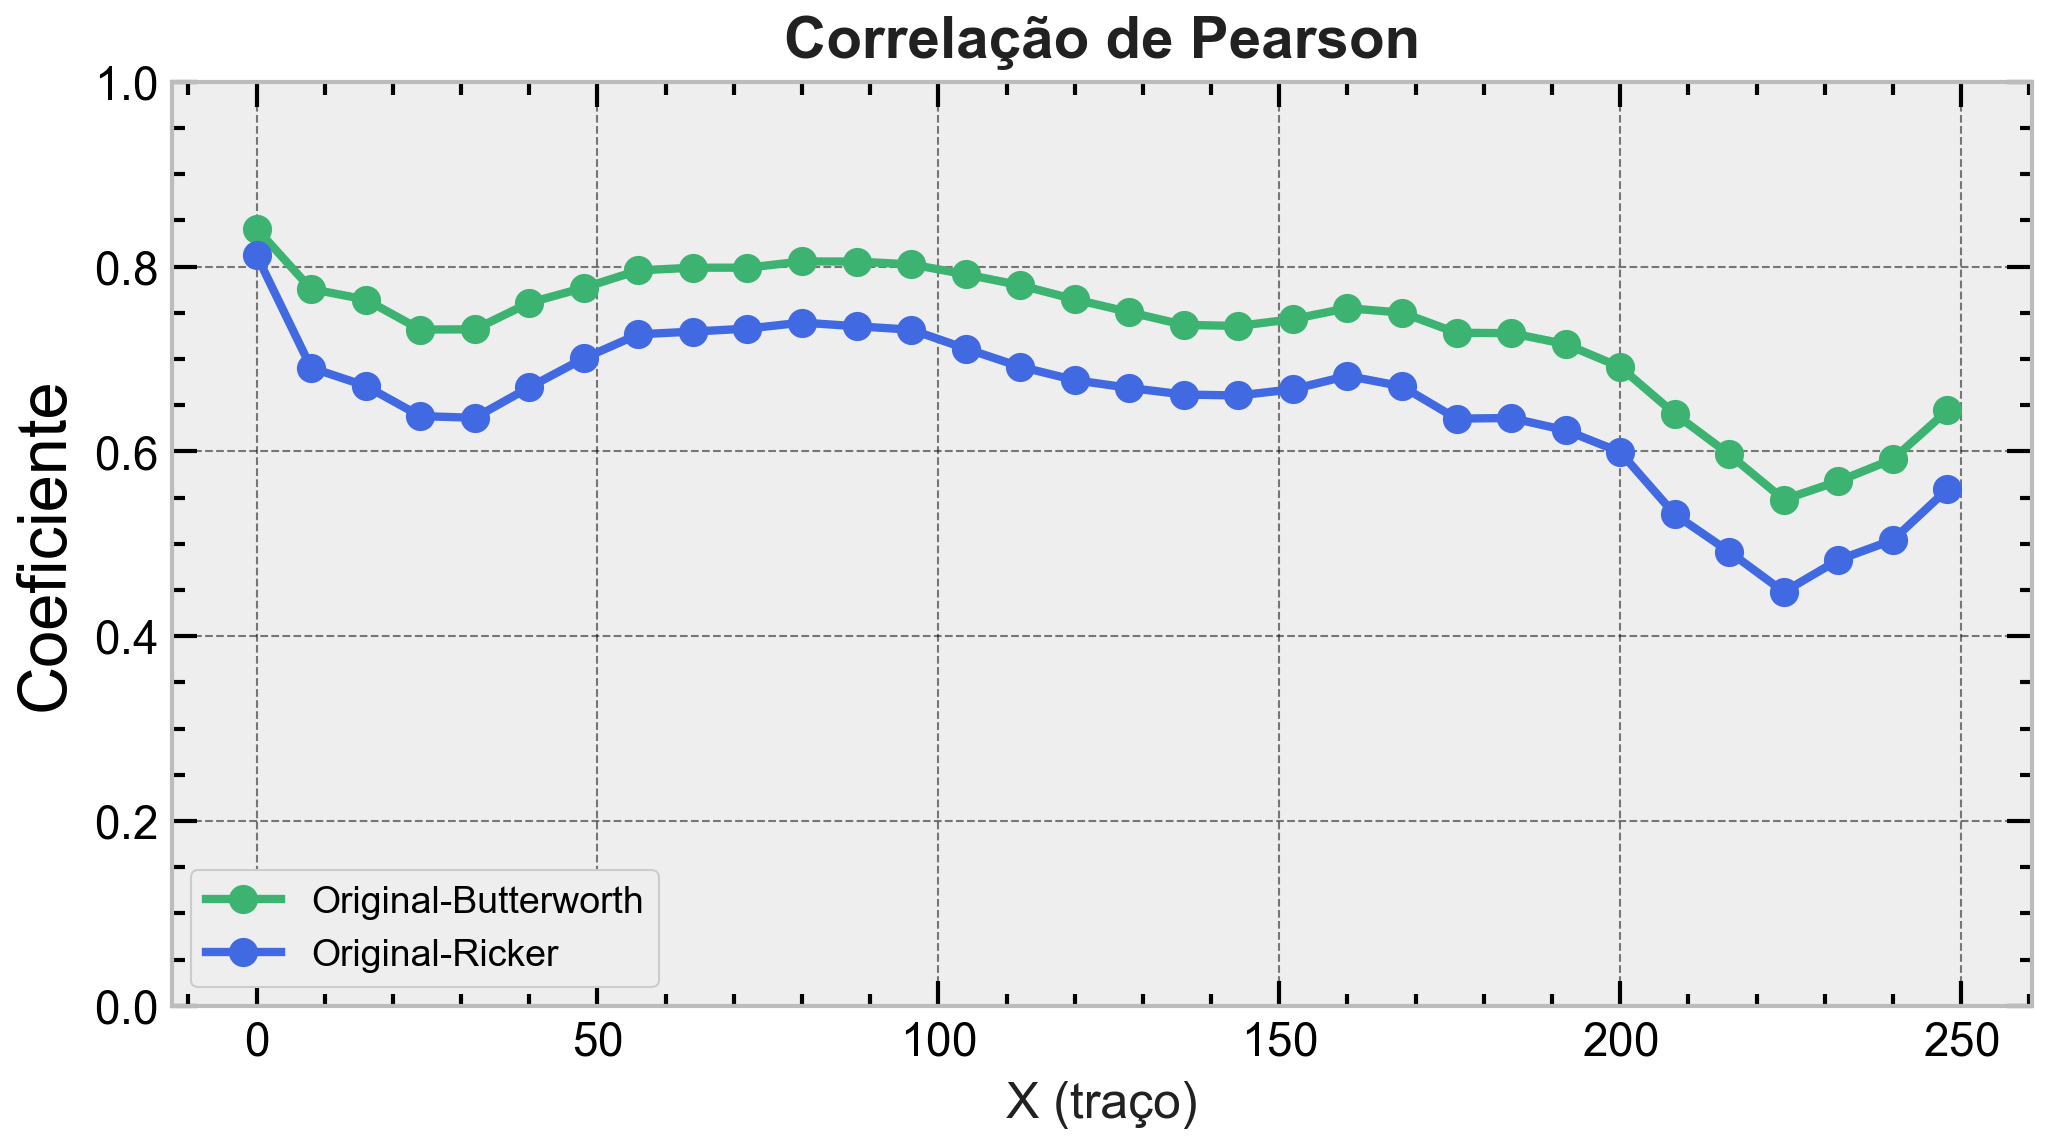 Correlação de Pearson
1.0
0.8
0.6
0.4
0.2
0.0
Coeficiente
Original-Butterworth
Original-Ricker
0 50 100 150 200 250
X (traço)